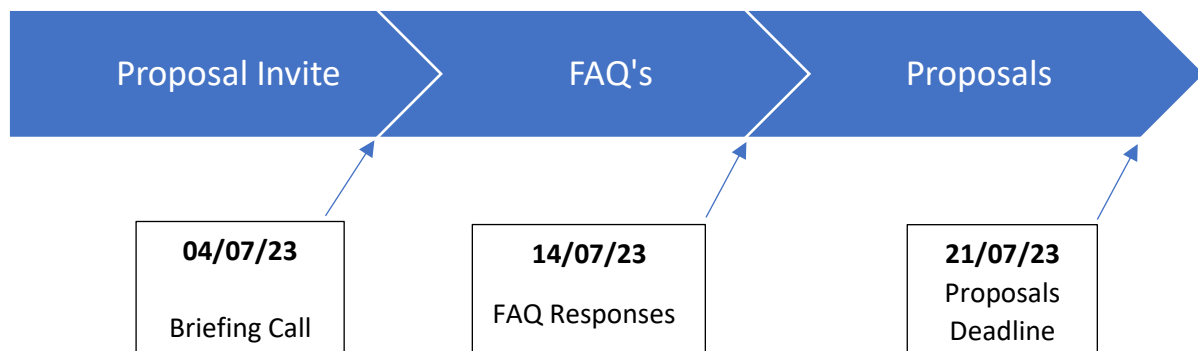 Proposal Invite
FAQ's
Proposals
04/07/23
Briefing Call
14/07/23
FAQ Responses
21/07/23
Proposals
Deadline